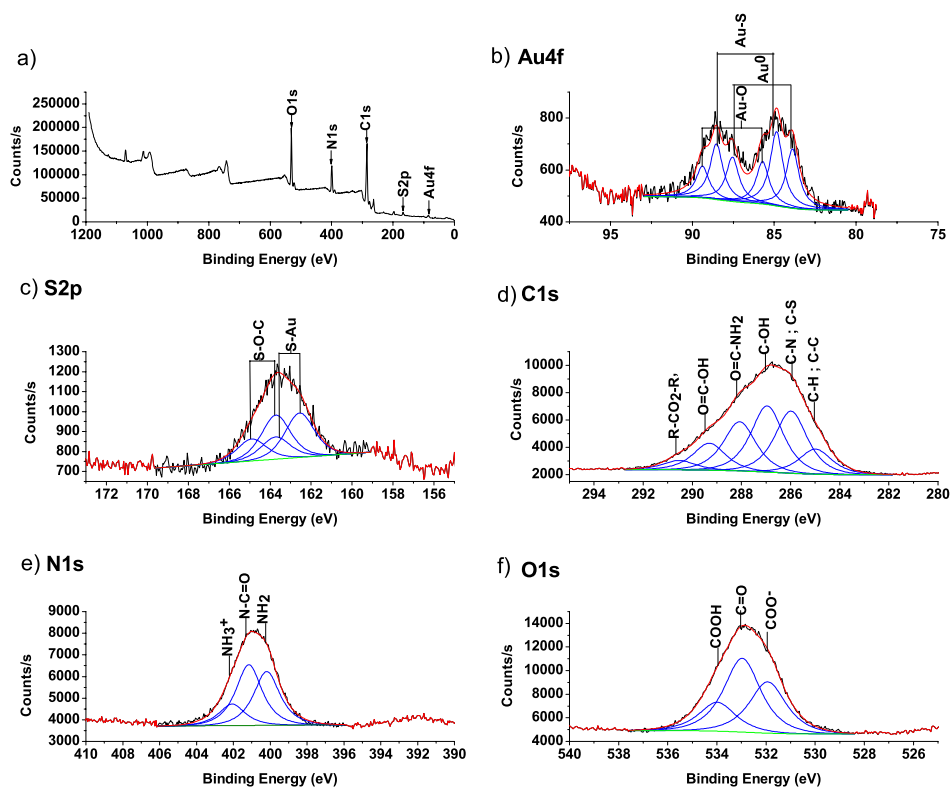 a)
250000
200000
150000
100000
50000
0
Counts/s
O1s
N1s
C1s
S2p
Au4f
1200 1000 800 600 400 200 0
Binding Energy (eV)
b) Au4f
Au-S
Au0
Au-O
800
600
400
Counts/s
95 90 85 80 75
Binding Energy (eV)
c) S2p
S-O-C
S-Au
1300
1200
1100
1000
900
800
700
Counts/s
172 170 168 166 164 162 160 158 156
Binding Energy (eV)
d) C1s
R-CO2-R'
O=C-OH
O=C-NH2
C-OH
C-N ; C-S
C-H ; C-C
10000
8000
6000
4000
2000
Counts/s
294 292 290 288 286 284 282 280
Binding Energy (eV)
e) N1s
NH3+
N-C=O
NH2
9000
8000
7000
6000
5000
4000
3000
Counts/s
410 408 406 404 402 400 398 396 394 392 390
Binding Energy (eV)
f) O1s
COOH
C=O
COO-
14000
12000
10000
8000
6000
4000
Counts/s
540 538 536 534 532 530 528 526
Binding Energy (eV)